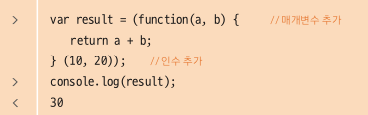 > var result = (function(a, b) { //매개변수 추가
return a + b;
} (10, 20)); //인수 추가
> console.log(result);
< 30